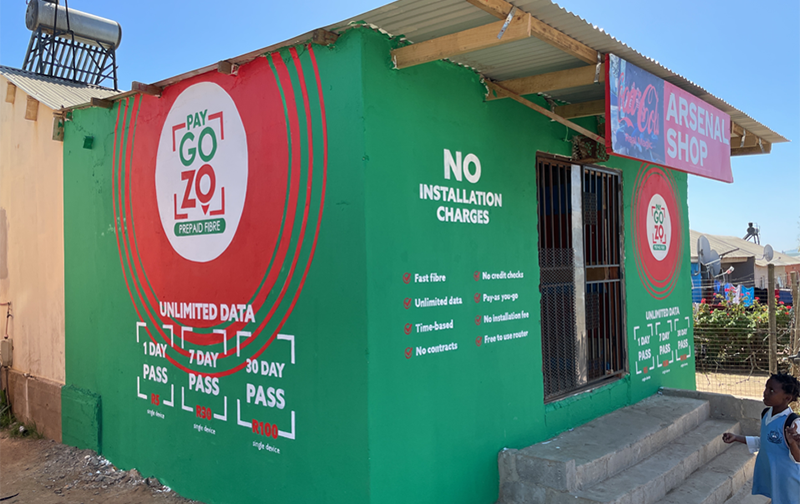 PAY
GO
ZO
PREPAID FIBRE
UNLIMITED DATA
1 DAY
PASS
R5
single device
7 DAY
PASS
R30
single device
30 DAY
PASS
R100
single device
NO
INSTALLATION
CHARGES
Fast fibre
Unlimited data
Time-based
No contracts
No credit checks
Pay-as you-go
No installation fee
Free to use router
Coca-Cola
ARSENAL
SHOP
PAY
GO
ZO
UNLIMITED DATA
1 DAY
PASS
7 DAY
PASS
30 DAY
PASS